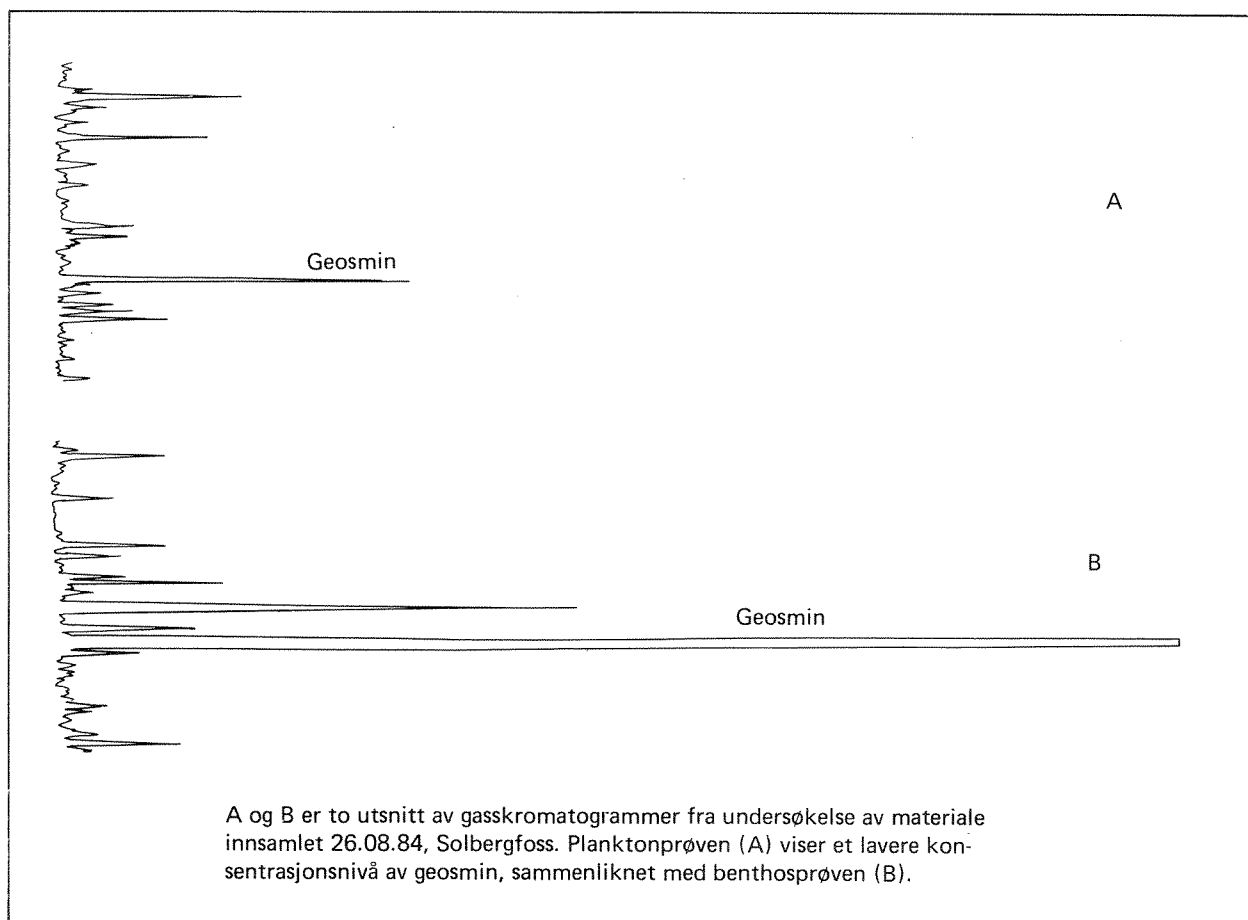 A
Geosmin
B
Geosmin
A og B er to utsnitt av gasskromatogrammer fra undersøkelse av materiale
innsamlet 26.08.84, Solbergfoss. Planktonprøven (A) viser et lavere kon-
sentrasjonsnivå av geosmin, sammenliknet med benthosprøven (B).